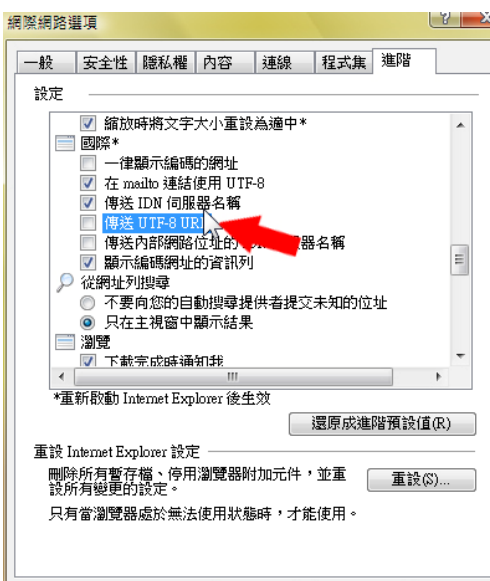 網際網路選項
一般 安全性 隱私權 內容 連線 程式集 進階
設定
縮放時將文字大小重設為適中*
國際*
一律顯示編碼的網址
在 mailto 連結使用 UTF-8
傳送 IDN 伺服器名稱
傳送 UTF-8 UR
傳送內部網路位址的 服器名稱
顯示編碼網址的資訊列
從網址列搜尋
不要向您的自動搜尋提供者提交未知的位址
只在主視窗中顯示結果
瀏覽
下載完成時通知我
*重新啟動 Internet Explorer 後生效
還原成進階預設值(R)
重設 Internet Explorer 設定
刪除所有暫存檔、停用瀏覽器附加元件，並重
設所有變更的設定。
重設(S)...
只有當瀏覽器處於無法使用狀態時，才能使用。